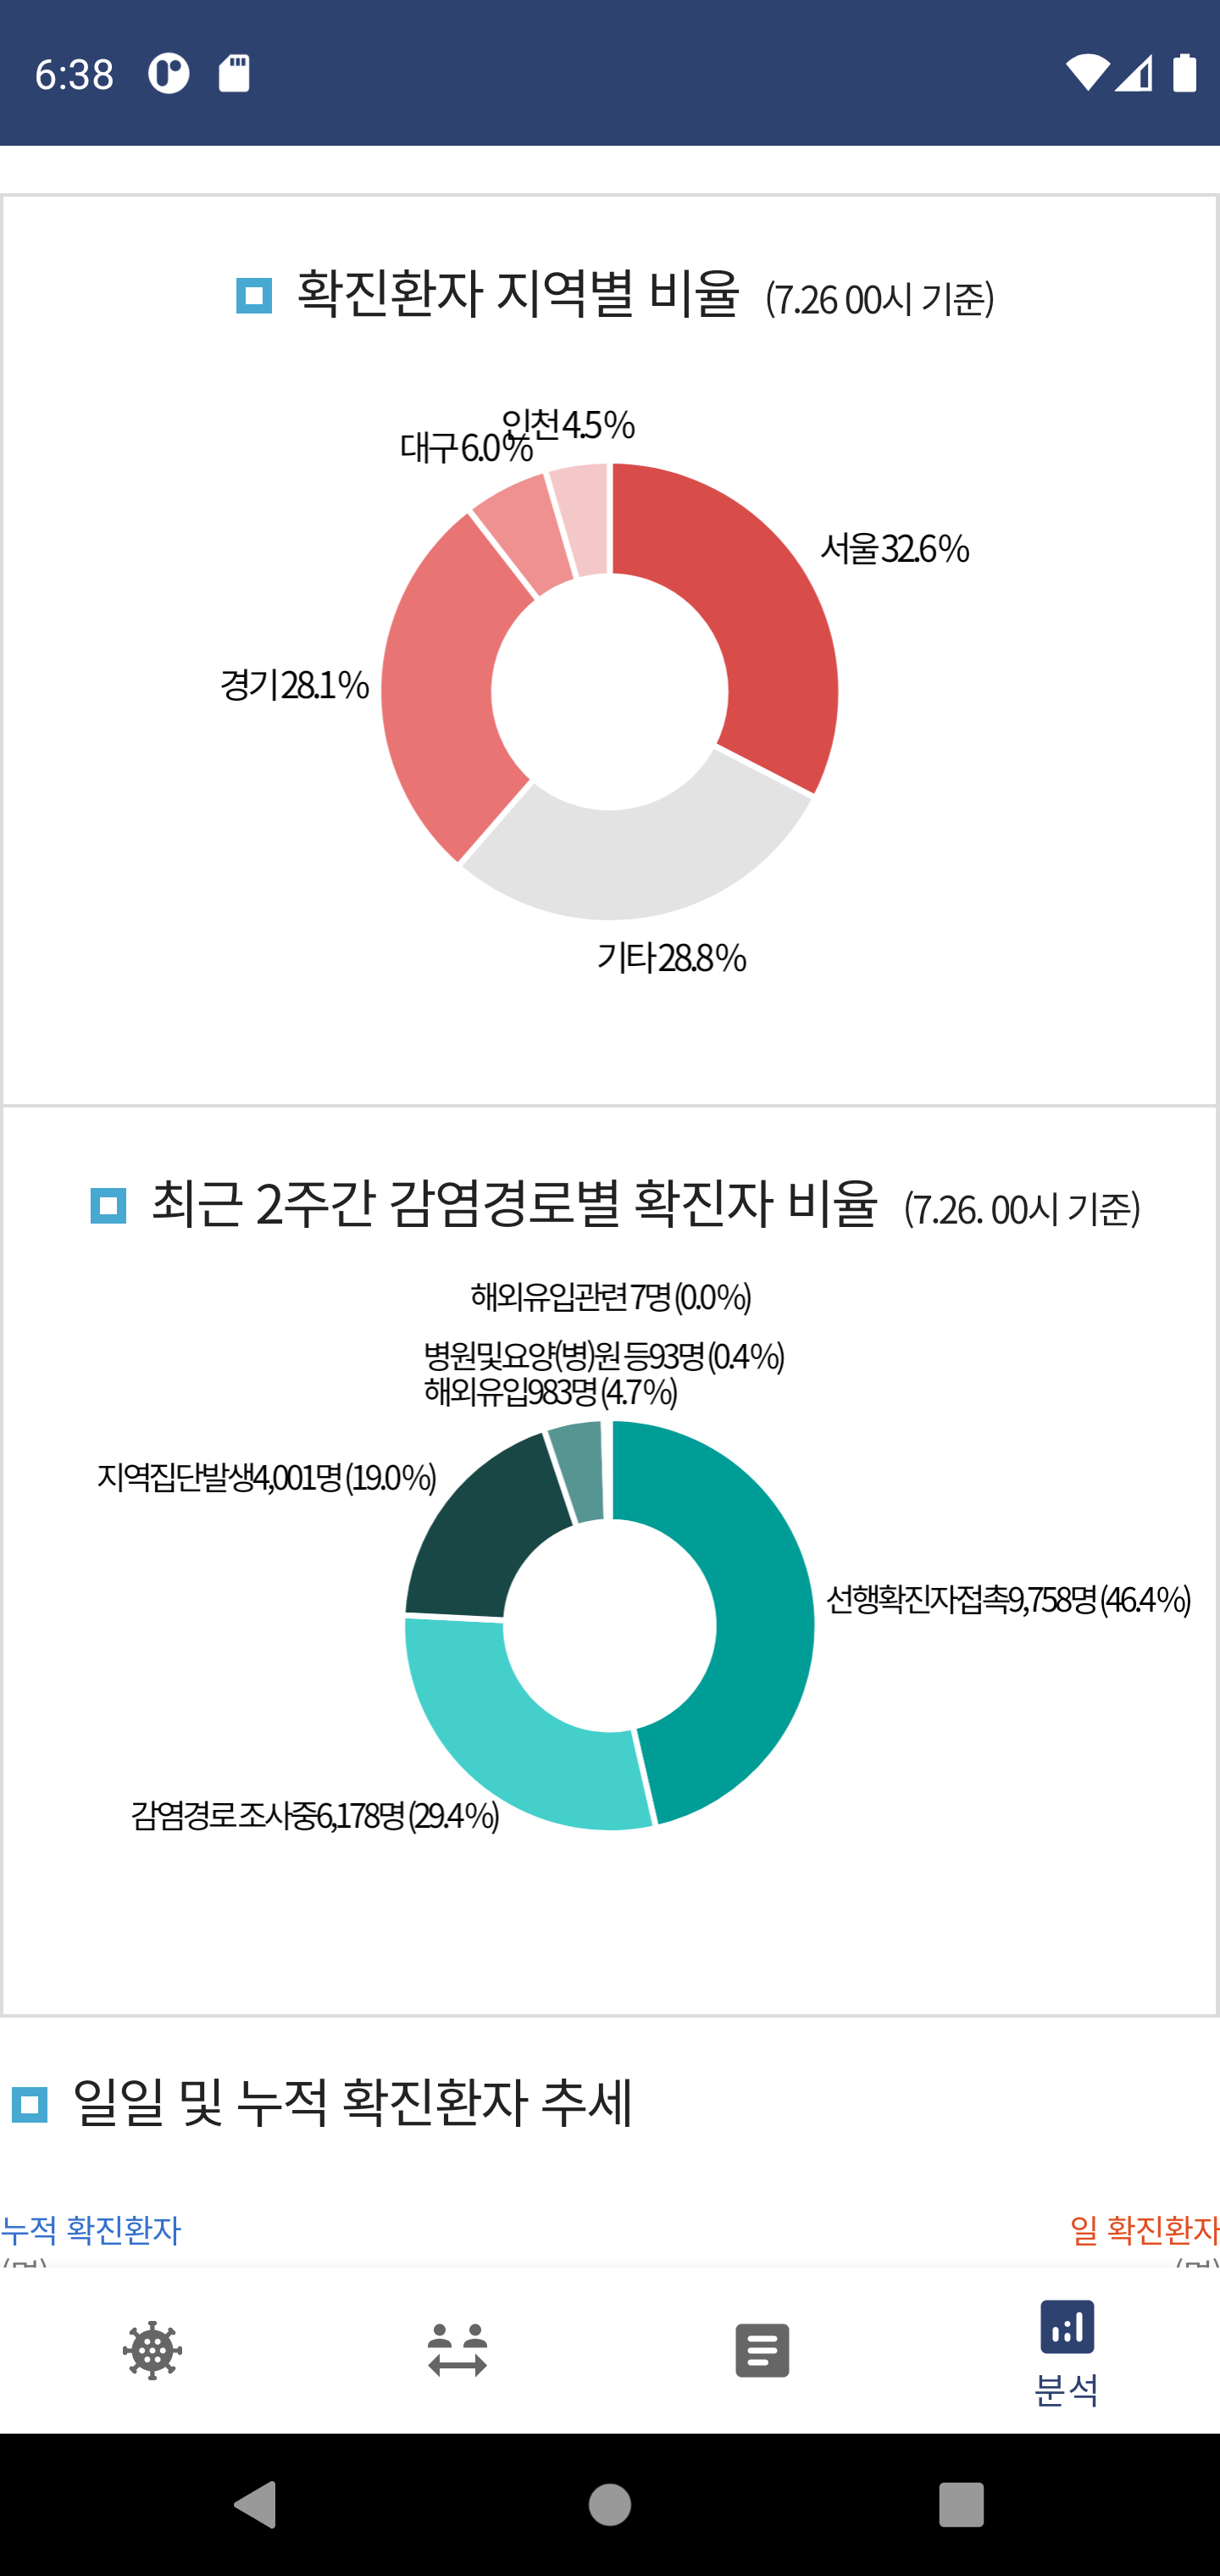 6:38
확진환자 지역별 비율 (7.26 00시 기준)
인천 4.5%
대구 6.0%
서울 32.6%
경기 28.1%
기타 28.8%
최근 2주간 감염경로별 확진자 비율 (7.26. 00시 기준)
해외유입관련 7명 (0.0%)
병원및요양(병)원 등93명 (0.4%)
해외유입983명 (4.7%)
지역집단발생4,001명 (19.0%)
선행확진자접촉9,758명 (46.4%)
감염경로 조사중6,178명 (29.4%)
일일 및 누적 확진환자 추세
누적 확진환자 일 확진환자
(명) (명)
분석